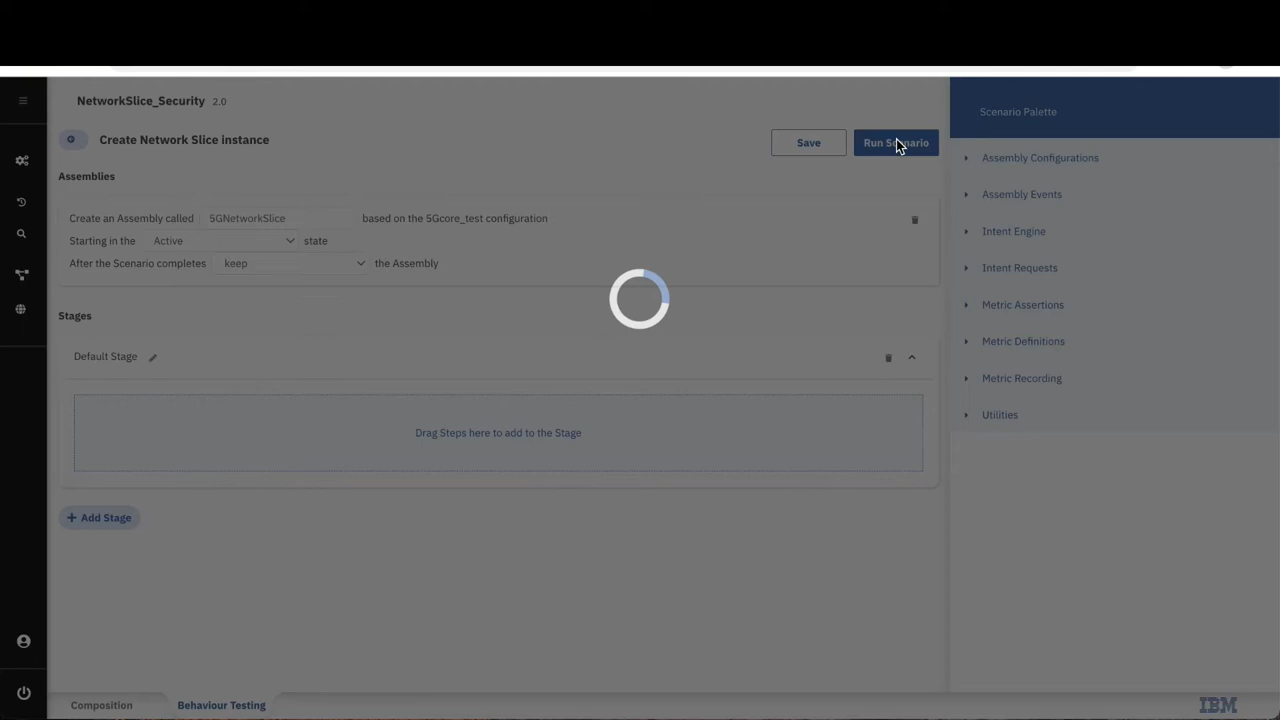 NetworkSlice_Security 2.0
Create Network Slice instance
Save
Run Scenario
Assemblies
Create an Assembly called 5GNetworkSlice based on the 5Gcore_test configuration
Starting in the Active state
After the Scenario completes keep the Assembly
Stages
Default Stage
Drag Steps here to add to the Stage
+ Add Stage
Scenario Palette
Assembly Configurations
Assembly Events
Intent Engine
Intent Requests
Metric Assertions
Metric Definitions
Metric Recording
Utilities
Composition
Behaviour Testing
IBM